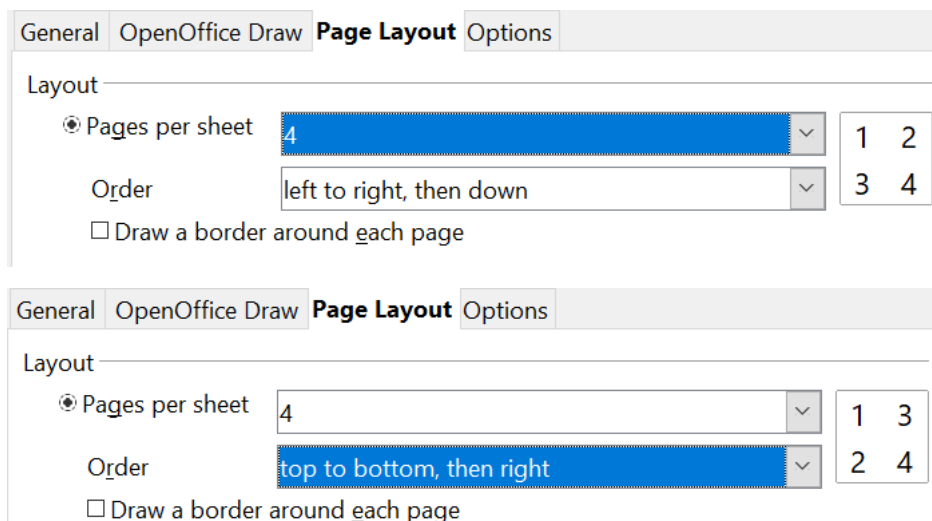 General OpenOffice Draw Page Layout Options
Layout
Pages per sheet 4
1 2
Order left to right, then down
3 4
Draw a border around each page
General OpenOffice Draw Page Layout Options
Layout
Pages per sheet 4
1 3
Order top to bottom, then right
2 4
Draw a border around each page